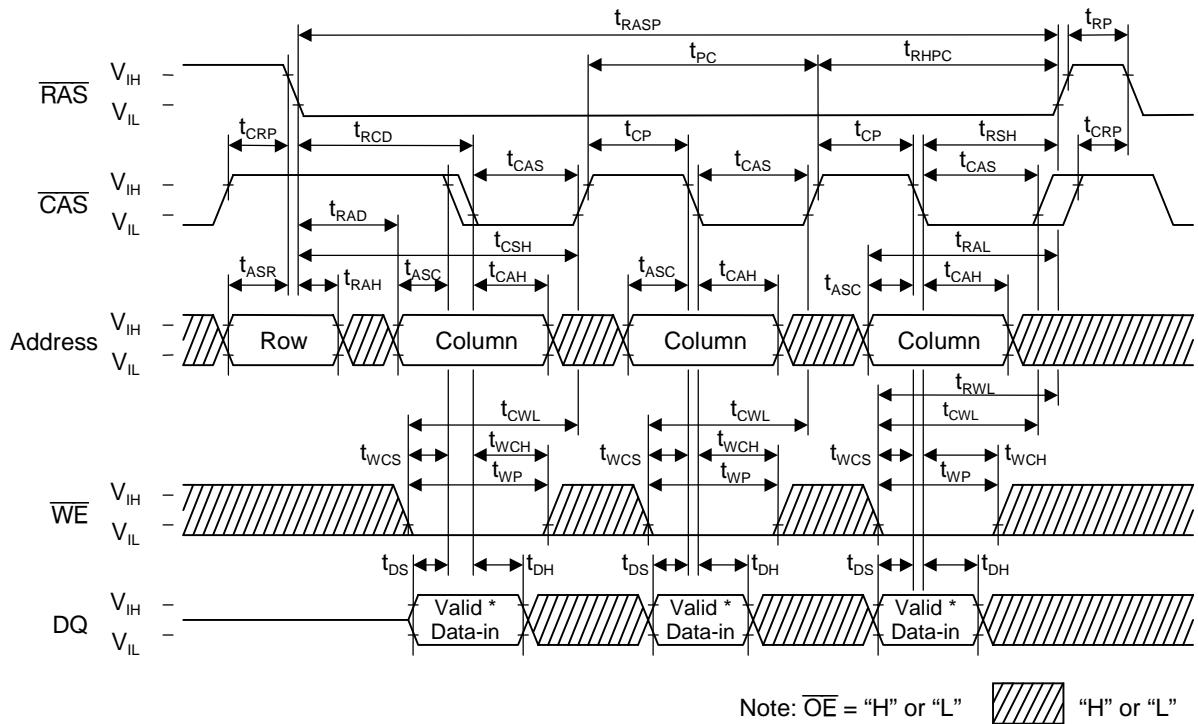 tRASP tRP
tPC tRHPC
VIH
RAS
VIL
tCRP tRCD tCP tCP tRSH tCRP
tCAS tCAS tCAS
VIH
CAS
VIL
tRAD
tCSH tRAL
tASR tRAH tASC tCAH tASC tCAH tASC tCAH
VIH
Address Row Column Column Column
VIL
tRWL
tCWL tCWL tCWL
tWCS tWCH tWCS tWCH tWCS tWCH
tWP tWP tWP
VIH
WE
VIL
tDS tDH tDS tDH tDS tDH
VIH
DQ Valid * Valid * Valid *
Data-in Data-in Data-in
VIL
Note: OE = “H” or “L” “H” or “L”